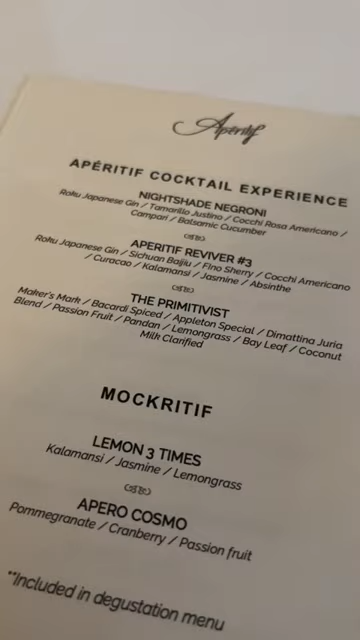 Apéritif
APÉRITIF COCKTAIL EXPERIENCE
NIGHTSHADE NEGRONI
Roku Japanese Gin / Tamarillo Justino / Cocchi Rosa Americano /
Campari / Balsamic Cucumber
APERITIF REVIVER #3
Roku Japanese Gin / Sichuan Baijiu / Fino Sherry / Cocchi Americano
/ Curacao / Kalamansi / Jasmine / Absinthe
THE PRIMITIVIST
Maker's Mark / Bacardi Spiced / Appleton Special / Dimattina Juria
Blend / Passion Fruit / Pandan / Lemongrass / Bay Leaf / Coconut
Milk Clarified
MOCKRITIF
LEMON 3 TIMES
Kalamansi / Jasmine / Lemongrass
APERO COSMO
Pommegranate / Cranberry / Passion fruit
**Included in degustation menu